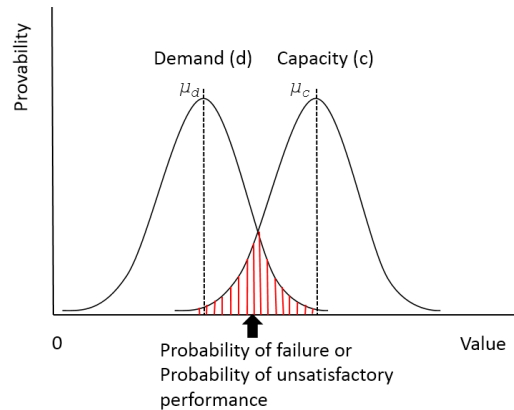 Provability
Demand (d)
Capacity (c)
μd
μc
0
Value
Probability of failure or
Probability of unsatisfactory
performance